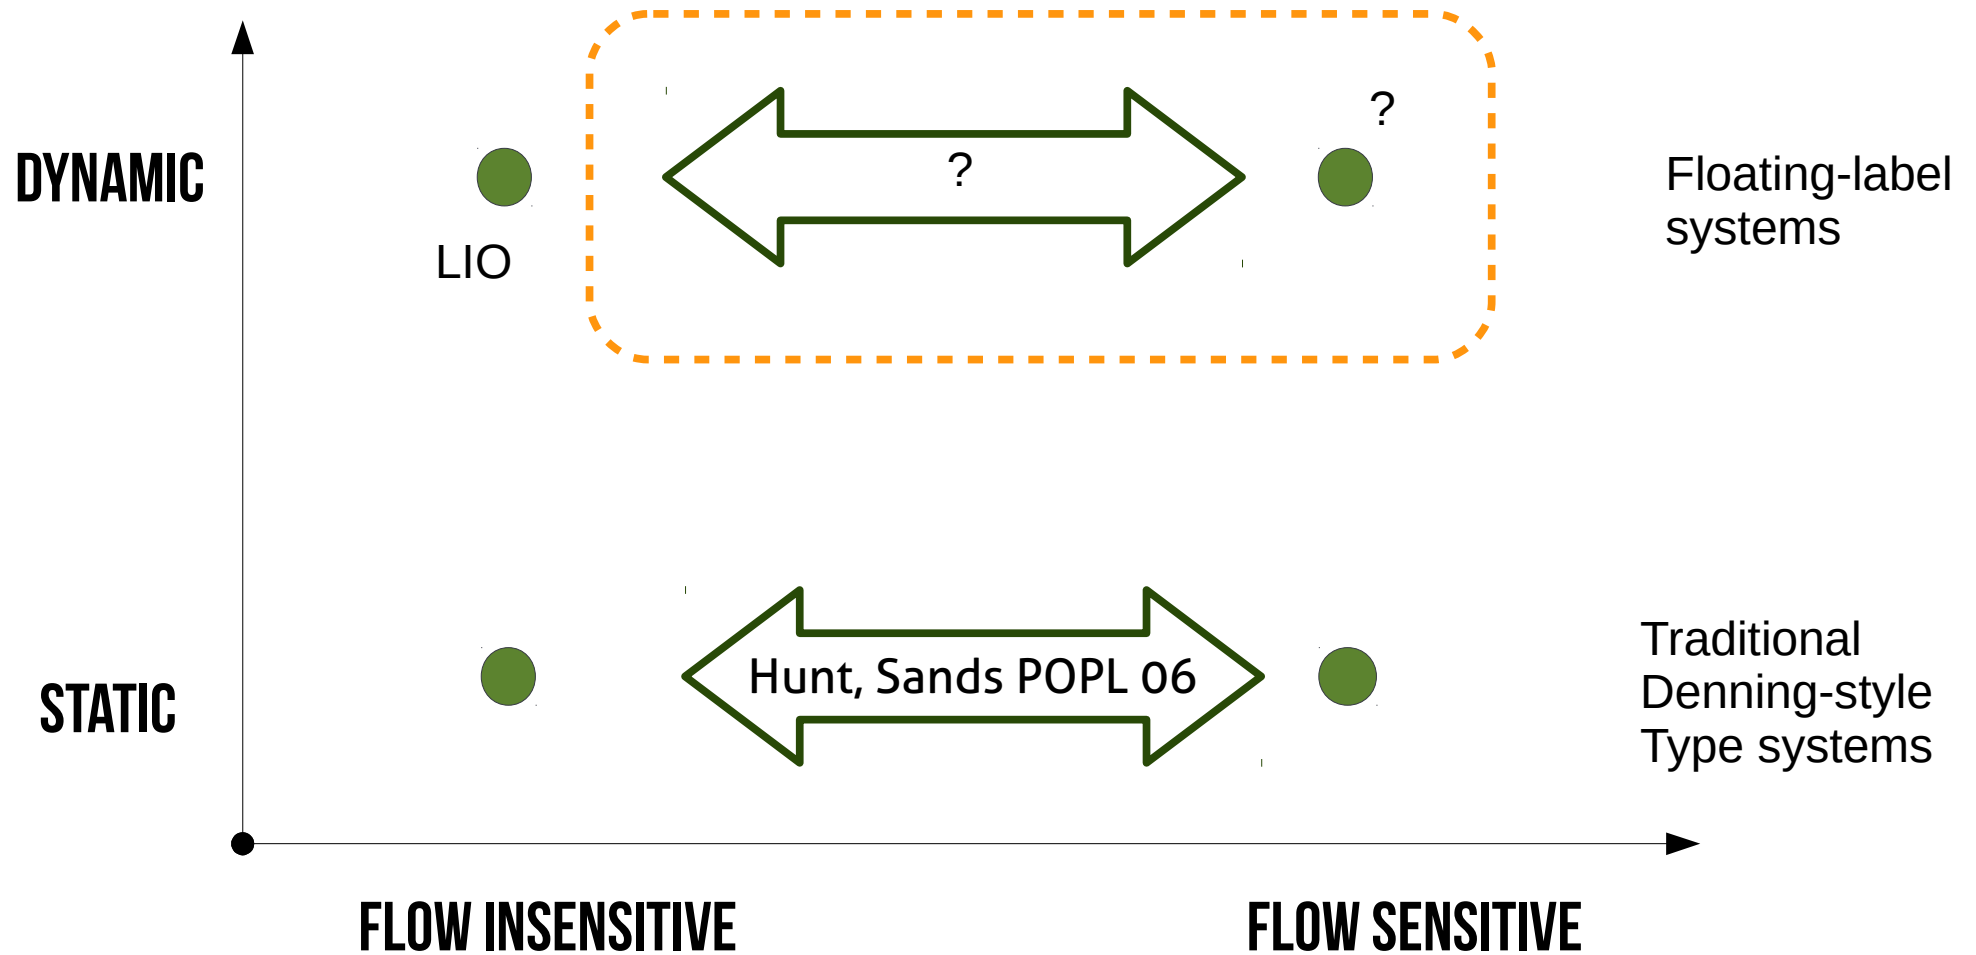 ?
DYNAMIC
?
Floating-label
systems
LIO
Hunt, Sands POPL 06
STATIC
Traditional
Denning-style
Type systems
FLOW INSENSITIVE
FLOW SENSITIVE